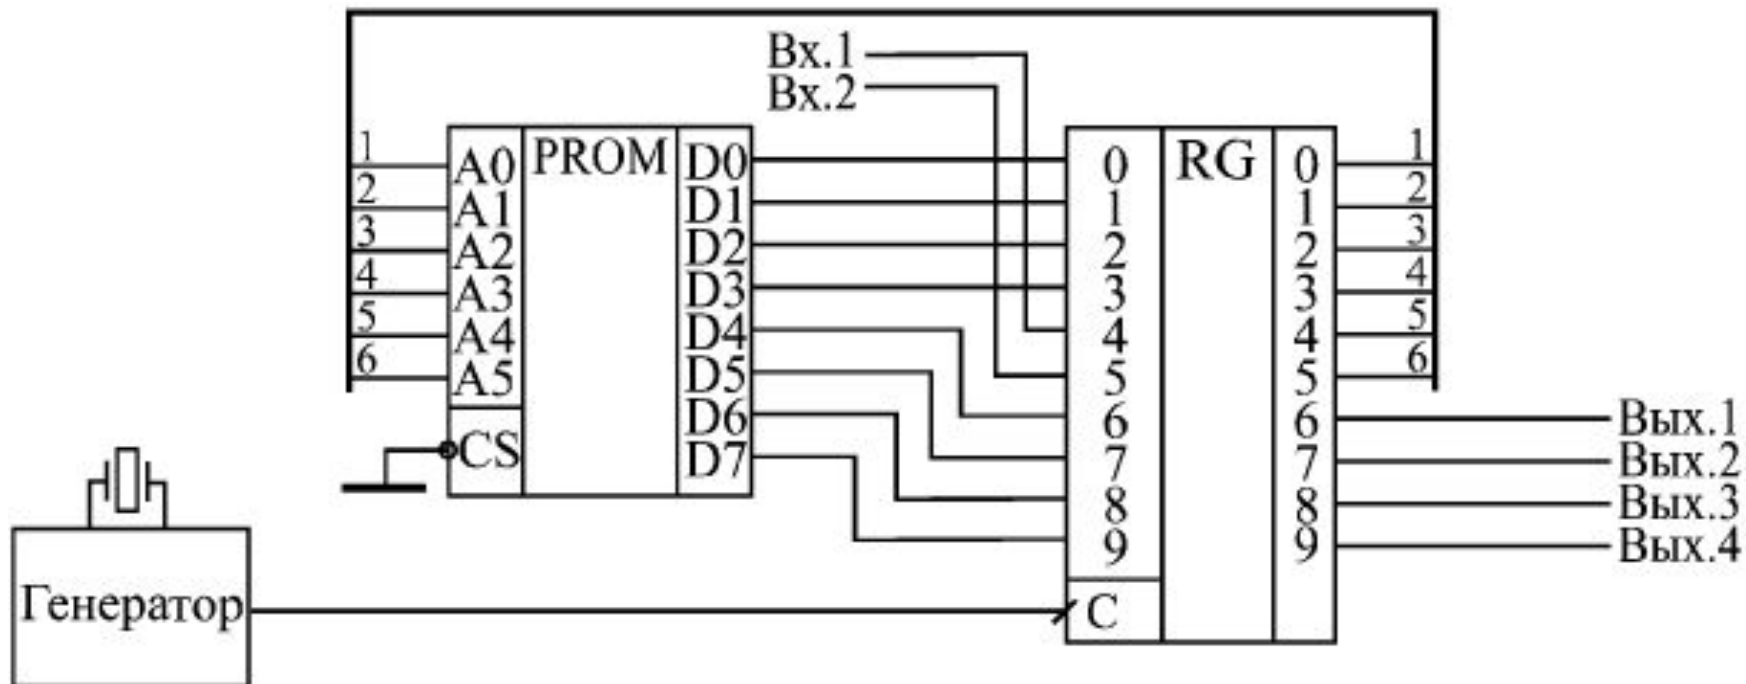 Вх.1
Вх.2
1 A0 PROM D0 0 RG 0 1
2 A1 D1 1 1 2
3 A2 D2 2 2 3
4 A3 D3 3 3 4
5 A4 D4 4 4 5
6 A5 D5 5 5 6
D6 6 6 Вых.1
CS D7 7 7 Вых.2
8 8 Вых.3
9 9 Вых.4
Генератор C